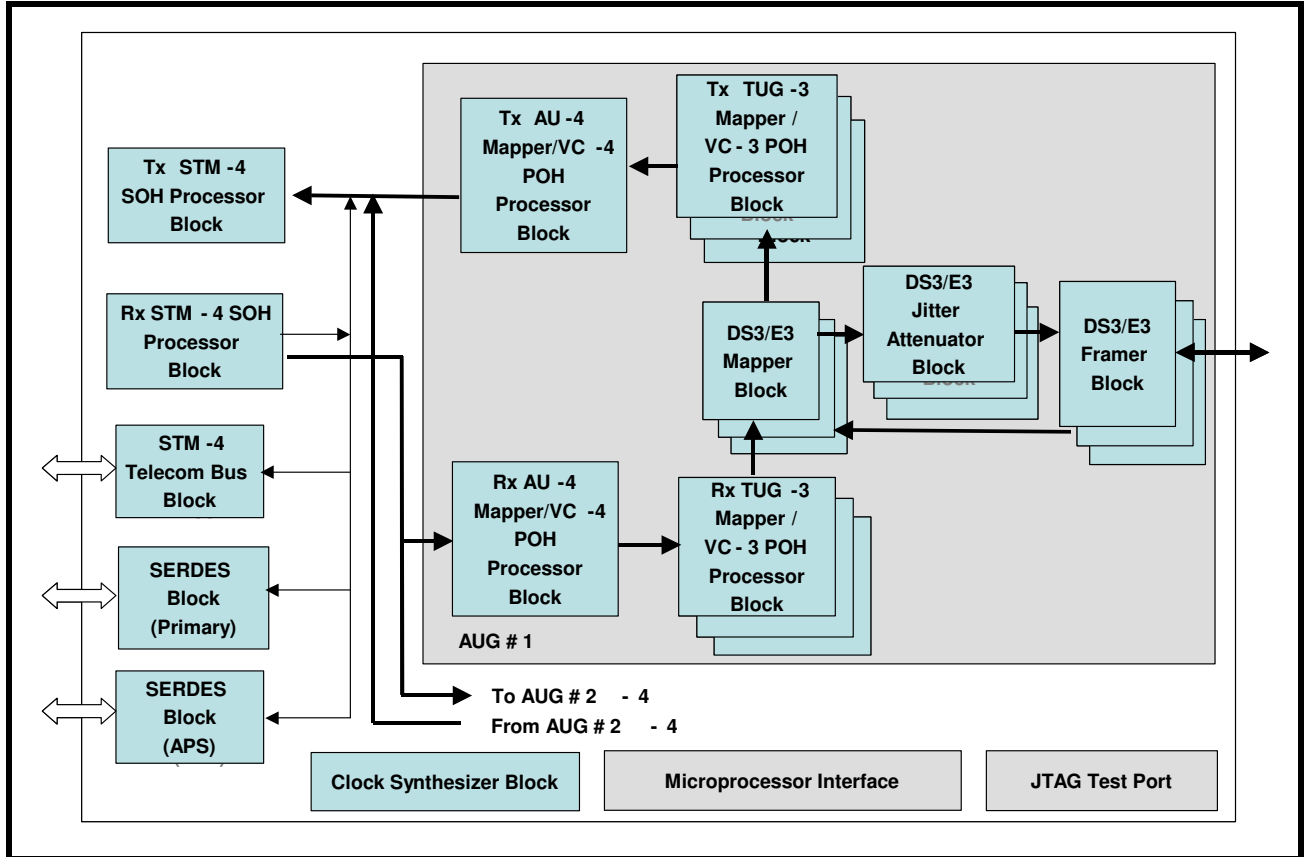 Tx STM -4
SOH Processor
Block
Rx STM - 4 SOH
Processor
Block
STM -4
Telecom Bus
Block
SERDES
Block
(Primary)
SERDES
Block
(APS)
Tx AU -4
Mapper/VC -4
POH
Processor
Block
Tx TUG -3
Mapper /
VC - 3 POH
Processor
Block
Block
Block
DS3/E3
Mapper
Block
DS3/E3
Jitter
Attenuator
Block
Block
DS3/E3
Framer
Block
Rx AU -4
Mapper/VC -4
POH
Processor
Block
Rx TUG -3
Mapper /
VC - 3 POH
Processor
Block
AUG # 1
To AUG # 2 - 4
From AUG # 2 - 4
Clock Synthesizer Block
Microprocessor Interface
JTAG Test Port